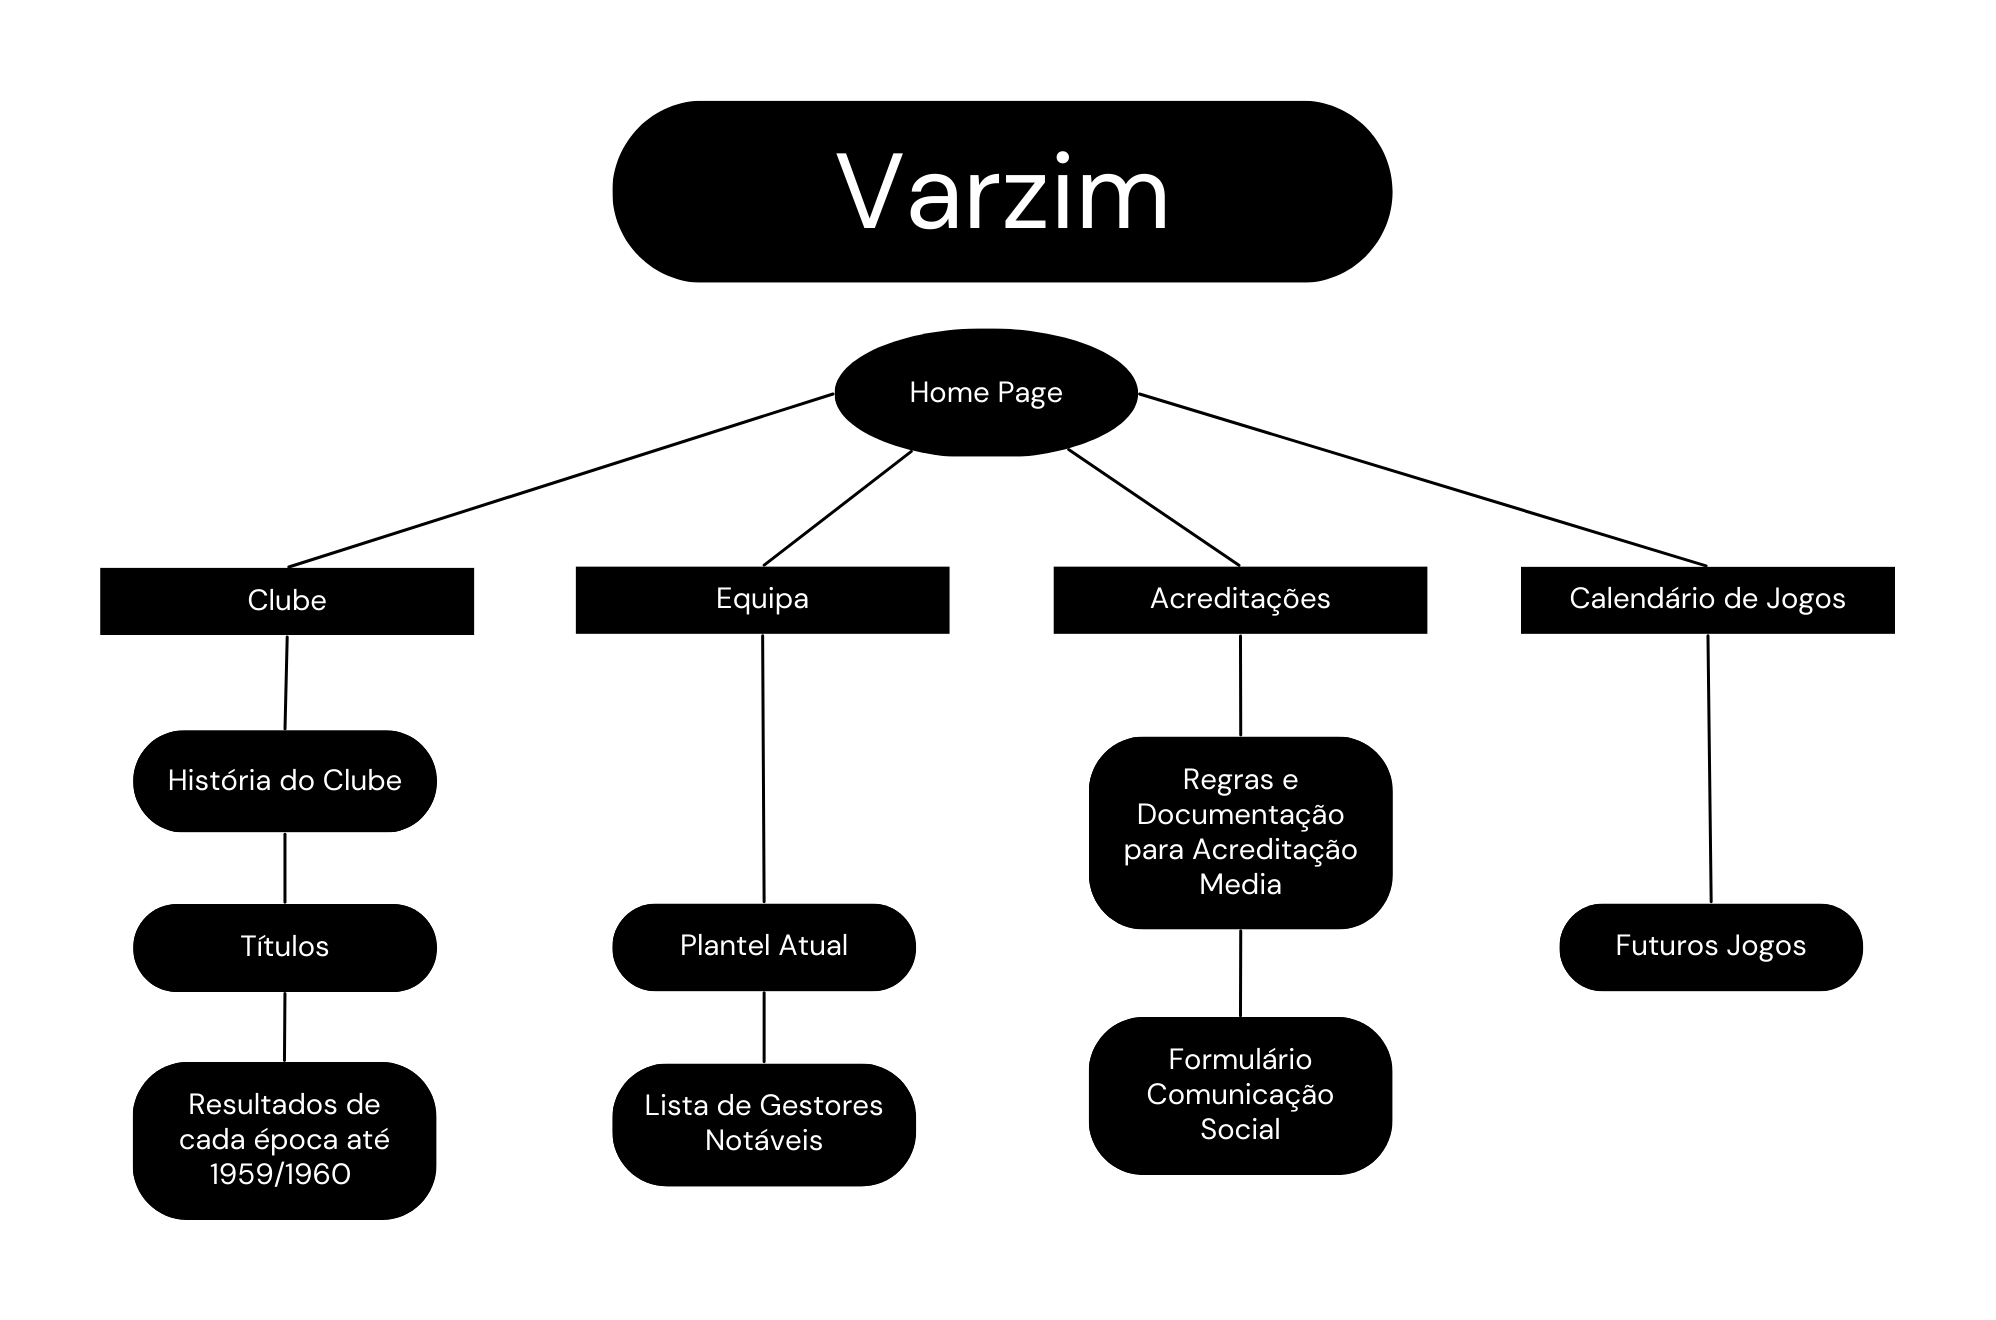 Varzim
Home Page
Clube
Equipa
Acreditações
Calendário de Jogos
História do Clube
Títulos
Resultados de
cada época até
1959/1960
Plantel Atual
Lista de Gestores
Notáveis
Regras e
Documentação
para Acreditação
Media
Formulário
Comunicação
Social
Futuros Jogos